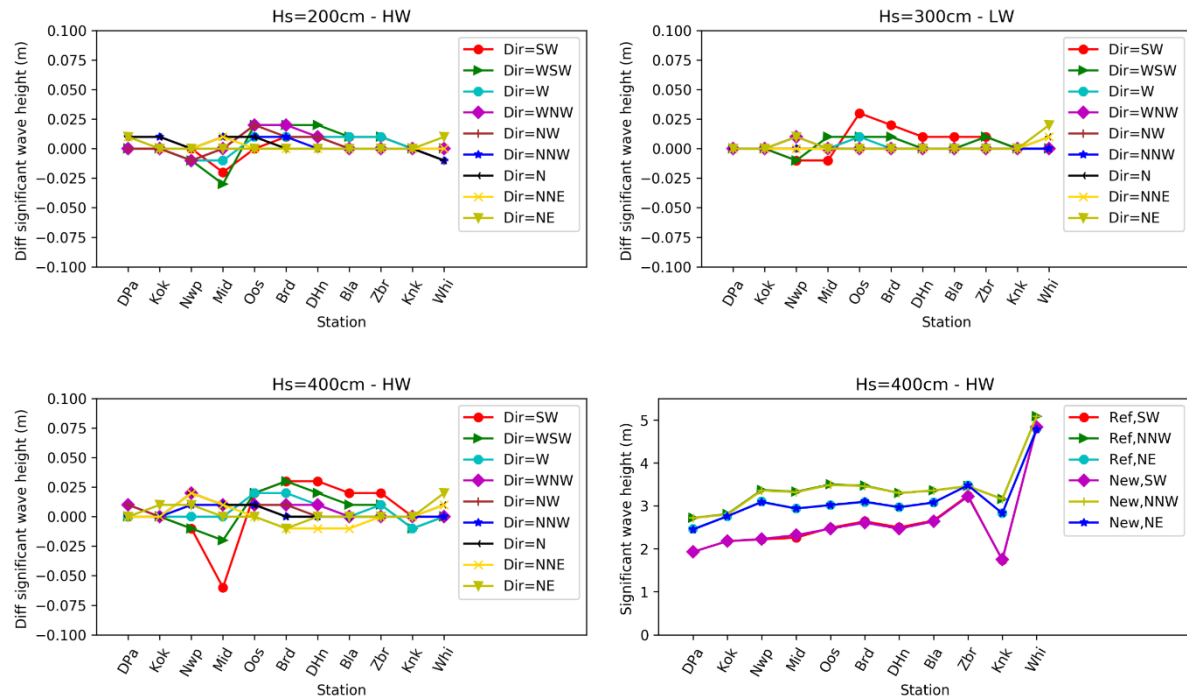 Hs=200cm - HW
Diff significant wave height (m)
0.100
0.075
0.050
0.025
0.000
−0.025
−0.050
−0.075
−0.100
Dir=SW
Dir=WSW
Dir=W
Dir=WNW
Dir=NW
Dir=NNW
Dir=N
Dir=NNE
Dir=NE
DPa
Kok
Nwp
Mid
Oos
Brd
DHn
Bla
Zbr
Knk
Whi
Station
Hs=300cm - LW
Diff significant wave height (m)
0.100
0.075
0.050
0.025
0.000
−0.025
−0.050
−0.075
−0.100
Dir=SW
Dir=WSW
Dir=W
Dir=WNW
Dir=NW
Dir=NNW
Dir=N
Dir=NNE
Dir=NE
DPa
Kok
Nwp
Mid
Oos
Brd
DHn
Bla
Zbr
Knk
Whi
Station
Hs=400cm - HW
Diff significant wave height (m)
0.100
0.075
0.050
0.025
0.000
−0.025
−0.050
−0.075
−0.100
Dir=SW
Dir=WSW
Dir=W
Dir=WNW
Dir=NW
Dir=NNW
Dir=N
Dir=NNE
Dir=NE
DPa
Kok
Nwp
Mid
Oos
Brd
DHn
Bla
Zbr
Knk
Whi
Station
Hs=400cm - HW
Significant wave height (m)
5
4
3
2
1
0
Ref,SW
Ref,NNW
Ref,NE
New,SW
New,NNW
New,NE
DPa
Kok
Nwp
Mid
Oos
Brd
DHn
Bla
Zbr
Knk
Whi
Station